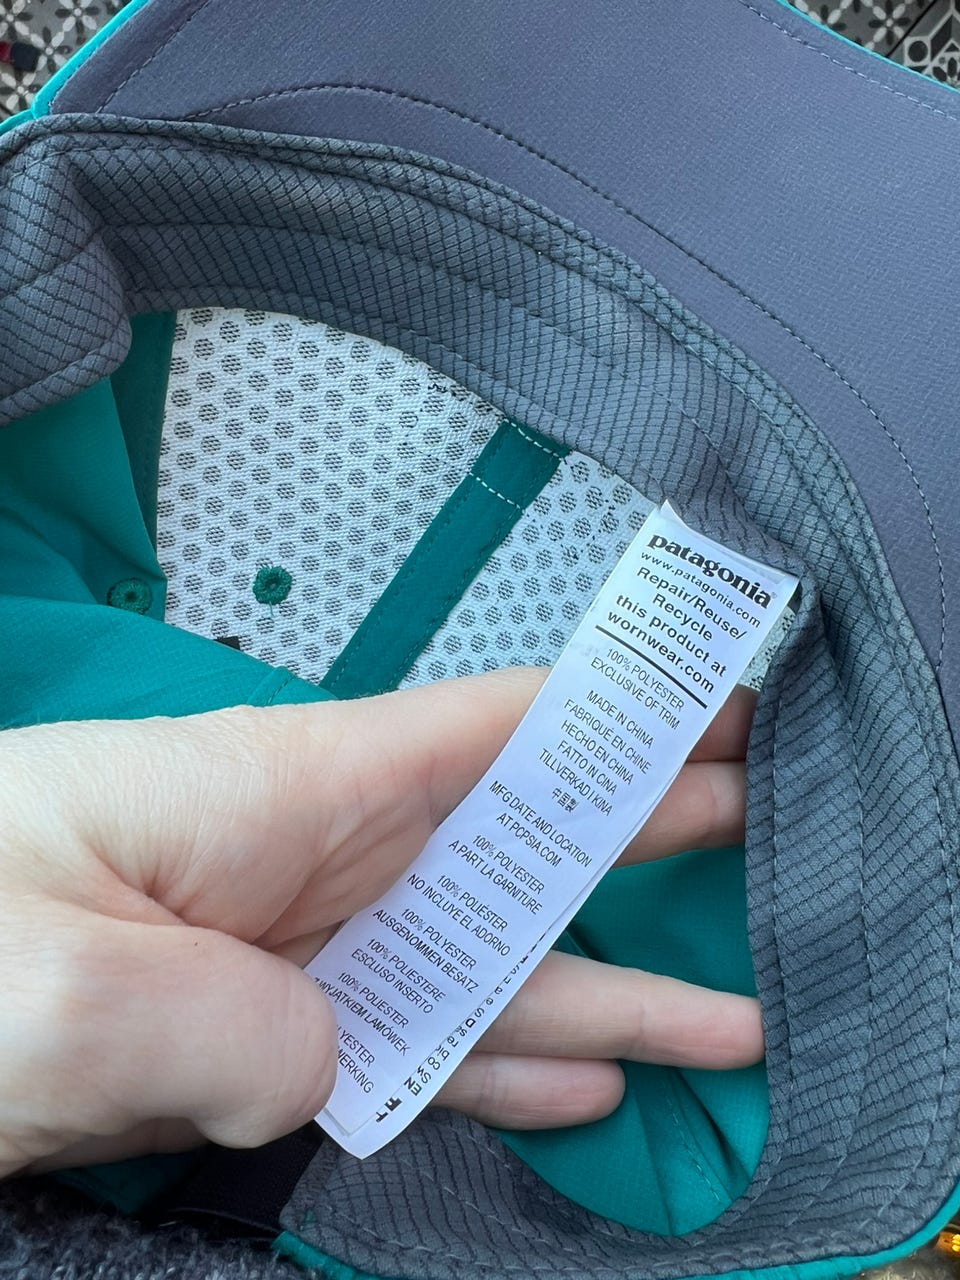 patagonia®
www.patagonia.com
Repair/Reuse/
Recycle
this product at
wornwear.com
100% POLYESTER
EXCLUSIVE OF TRIM
MADE IN CHINA
FABRIQUÉ EN CHINE
HECHO EN CHINA
FATTO IN CINA
TILLVERKAD I KINA
中国製
MFG DATE AND LOCATION
AT PCPSIA.COM
100% POLYESTER
A PART LA GARNITURE
100% POLIÉSTER
NO INCLUYE EL ADORNO
100% POLYESTER
AUSGENOMMEN BESATZ
100% POLIESTERE
ESCLUSO INSERTO
100% POLIESTER
WYJATKIEM LAMÓWEK